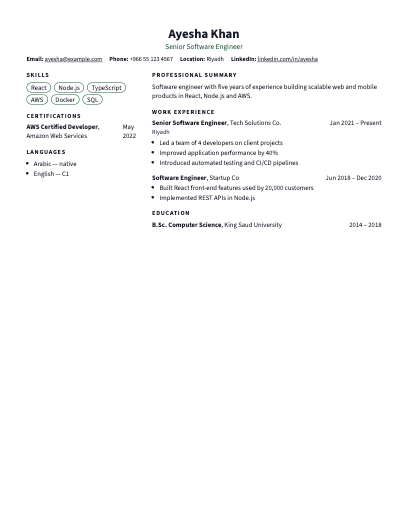 Ayesha Khan
Senior Software Engineer
Email: ayesha@example.com Phone: +966 55 123 4567 Location: Riyadh LinkedIn: linkedin.com/in/ayesha
SKILLS
React Node.js TypeScript
AWS Docker SQL
CERTIFICATIONS
AWS Certified Developer, May
Amazon Web Services 2022
LANGUAGES
• Arabic — native
• English — C1
PROFESSIONAL SUMMARY
Software engineer with five years of experience building scalable web and mobile
products in React, Node.js and AWS.
WORK EXPERIENCE
Senior Software Engineer, Tech Solutions Co. Jan 2021 – Present
Riyadh
• Led a team of 4 developers on client projects
• Improved application performance by 40%
• Introduced automated testing and CI/CD pipelines
Software Engineer, Startup Co Jun 2018 – Dec 2020
• Built React front-end features used by 20,000 customers
• Implemented REST APIs in Node.js
EDUCATION
B.Sc. Computer Science, King Saud University 2014 – 2018